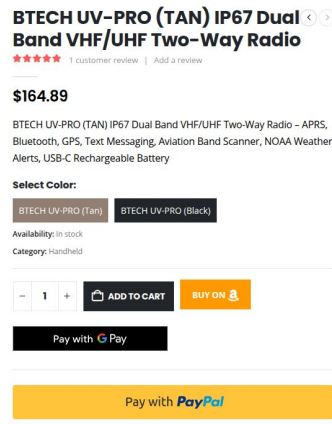 BTECH UV-PRO (TAN) IP67 Dual
Band VHF/UHF Two-Way Radio
1 customer review | Add a review
$164.89
BTECH UV-PRO (TAN) IP67 Dual Band VHF/UHF Two-Way Radio – APRS,
Bluetooth, GPS, Text Messaging, Aviation Band Scanner, NOAA Weather
Alerts, USB-C Rechargeable Battery
Select Color:
BTECH UV-PRO (Tan) BTECH UV-PRO (Black)
Availability: In stock
Category: Handheld
- 1 + ADD TO CART BUY ON a
Pay with G Pay
Pay with PayPal